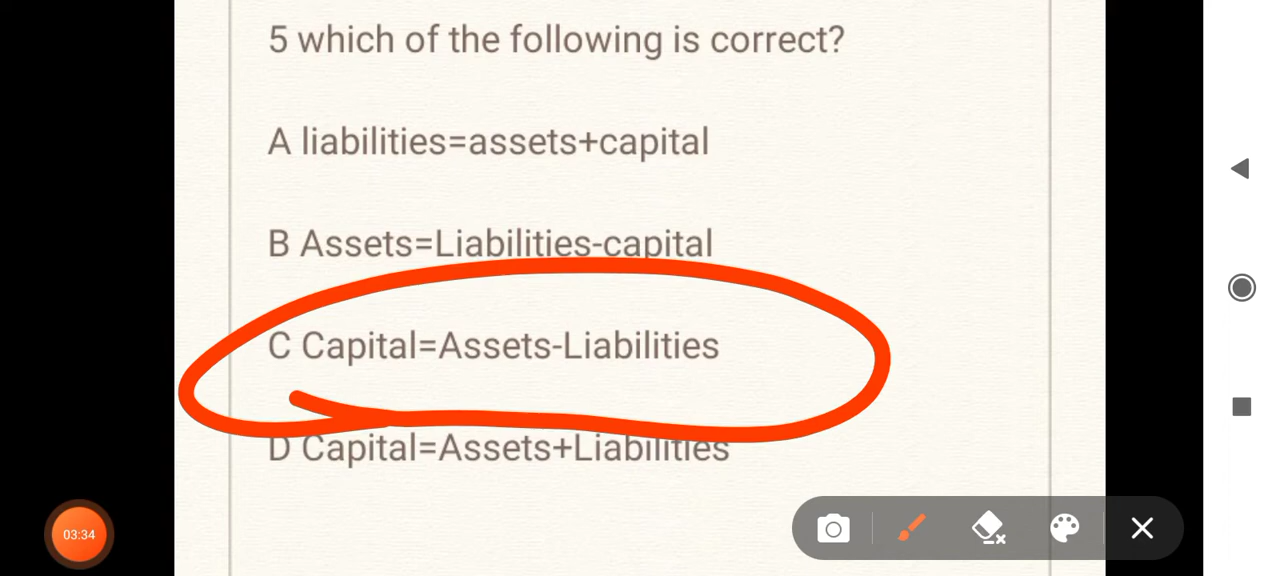 5 which of the following is correct?
A liabilities=assets+capital
B Assets=Liabilities-capital
C Capital=Assets-Liabilities
D Capital=Assets+Liabilities
03:34